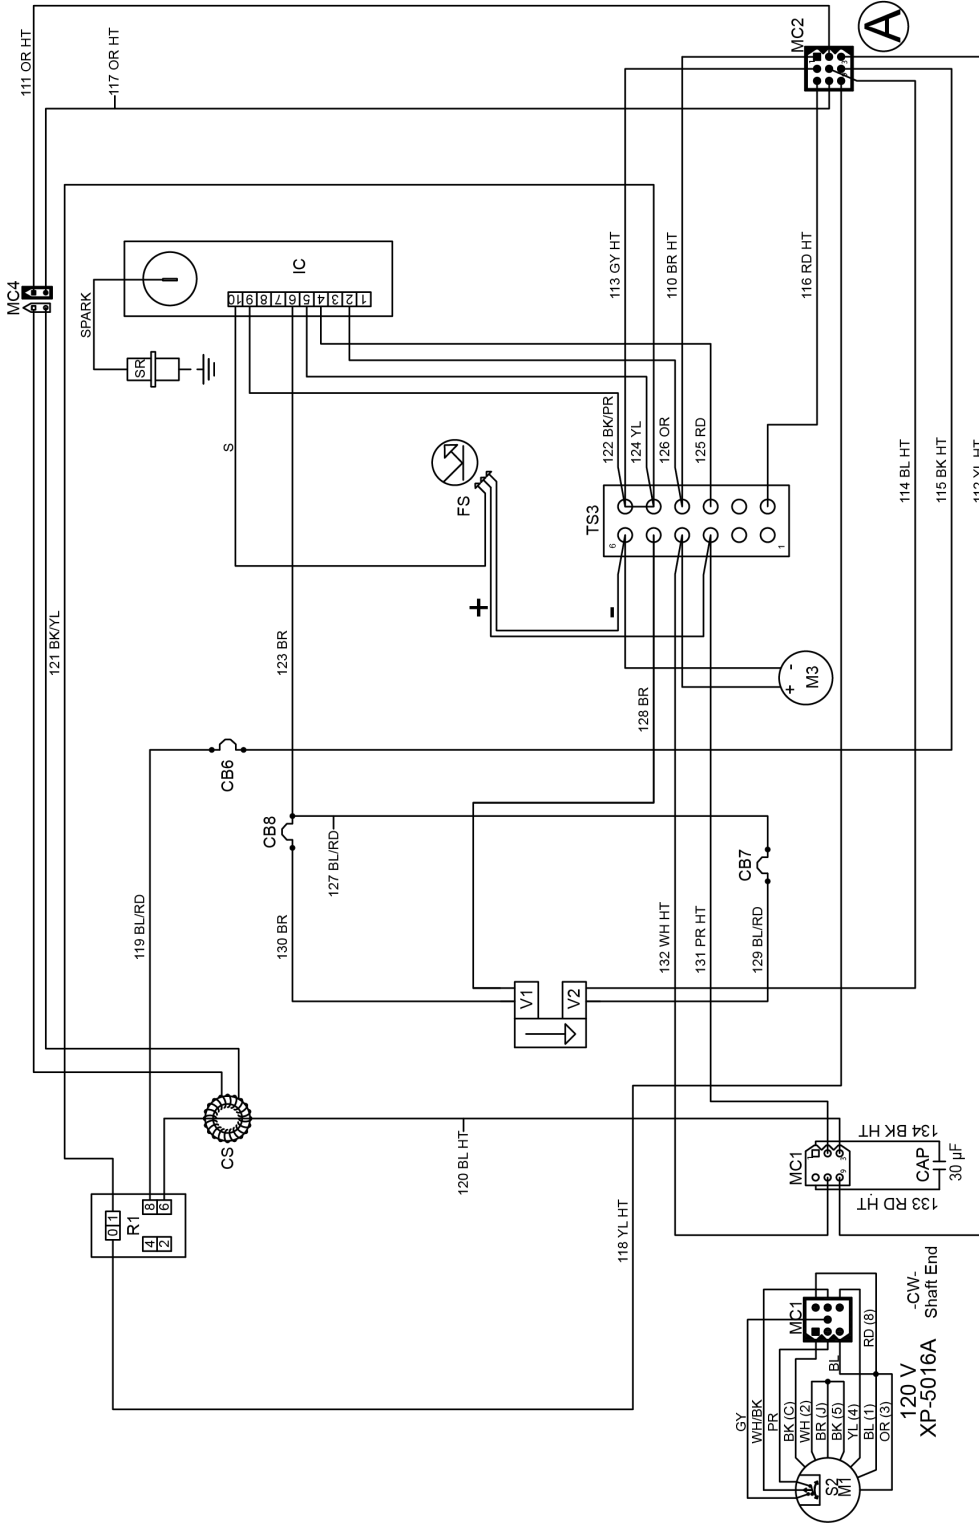 111 OR HT
117 OR HT
MC2
A
1
3
MC4
SPARK
SR
IC
10
9
8
7
6
5
4
3
2
1
S
FS
113 GY HT
110 BR HT
116 RD HT
122 BK/PR
124 YL
126 OR
125 RD
TS3
6
1
114 BL HT
115 BK HT
112 YL HT
121 BK/YL
123 BR
+
-
128 BR
+ -
M3
CB6
CB8
127 BL/RD
CB7
119 BL/RD
130 BR
132 WH HT
131 PR HT
129 BL/RD
V1
V2
CS
120 BL HT
118 YL HT
R1
0 1
8
6
4
2
MC1
1
3
9
134 BK HT
CAP
30 µF
133 RD HT
MC1
-CW-
Shaft End
GY
WH/BK
PR
BK (C)
WH (2)
BR (J)
BK (5)
YL (4)
BL (1)
OR (3)
BL
RD (8)
S2
M1
120 V
XP-5016A